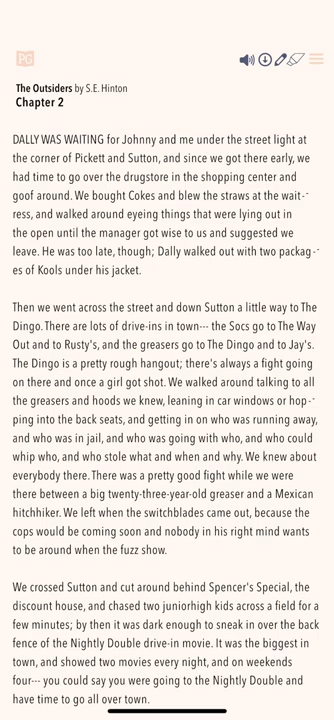 PG
The Outsiders by S.E. Hinton
Chapter 2
DALLY WAS WAITING for Johnny and me under the street light at
the corner of Pickett and Sutton, and since we got there early, we
had time to go over the drugstore in the shopping center and
goof around. We bought Cokes and blew the straws at the wait-
ress, and walked around eyeing things that were lying out in
the open until the manager got wise to us and suggested we
leave. He was too late, though; Dally walked out with two packag-
es of Kools under his jacket.
Then we went across the street and down Sutton a little way to The
Dingo. There are lots of drive-ins in town--- the Socs go to The Way
Out and to Rusty's, and the greasers go to The Dingo and to Jay's.
The Dingo is a pretty rough hangout; there's always a fight going
on there and once a girl got shot. We walked around talking to all
the greasers and hoods we knew, leaning in car windows or hop-
ping into the back seats, and getting in on who was running away,
and who was in jail, and who was going with who, and who could
whip who, and who stole what and when and why. We knew about
everybody there. There was a pretty good fight while we were
there between a big twenty-three-year-old greaser and a Mexican
hitchhiker. We left when the switchblades came out, because the
cops would be coming soon and nobody in his right mind wants
to be around when the fuzz show.
We crossed Sutton and cut around behind Spencer's Special, the
discount house, and chased two juniorhigh kids across a field for a
few minutes; by then it was dark enough to sneak in over the back
fence of the Nightly Double drive-in movie. It was the biggest in
town, and showed two movies every night, and on weekends
four--- you could say you were going to the Nightly Double and
have time to go all over town.